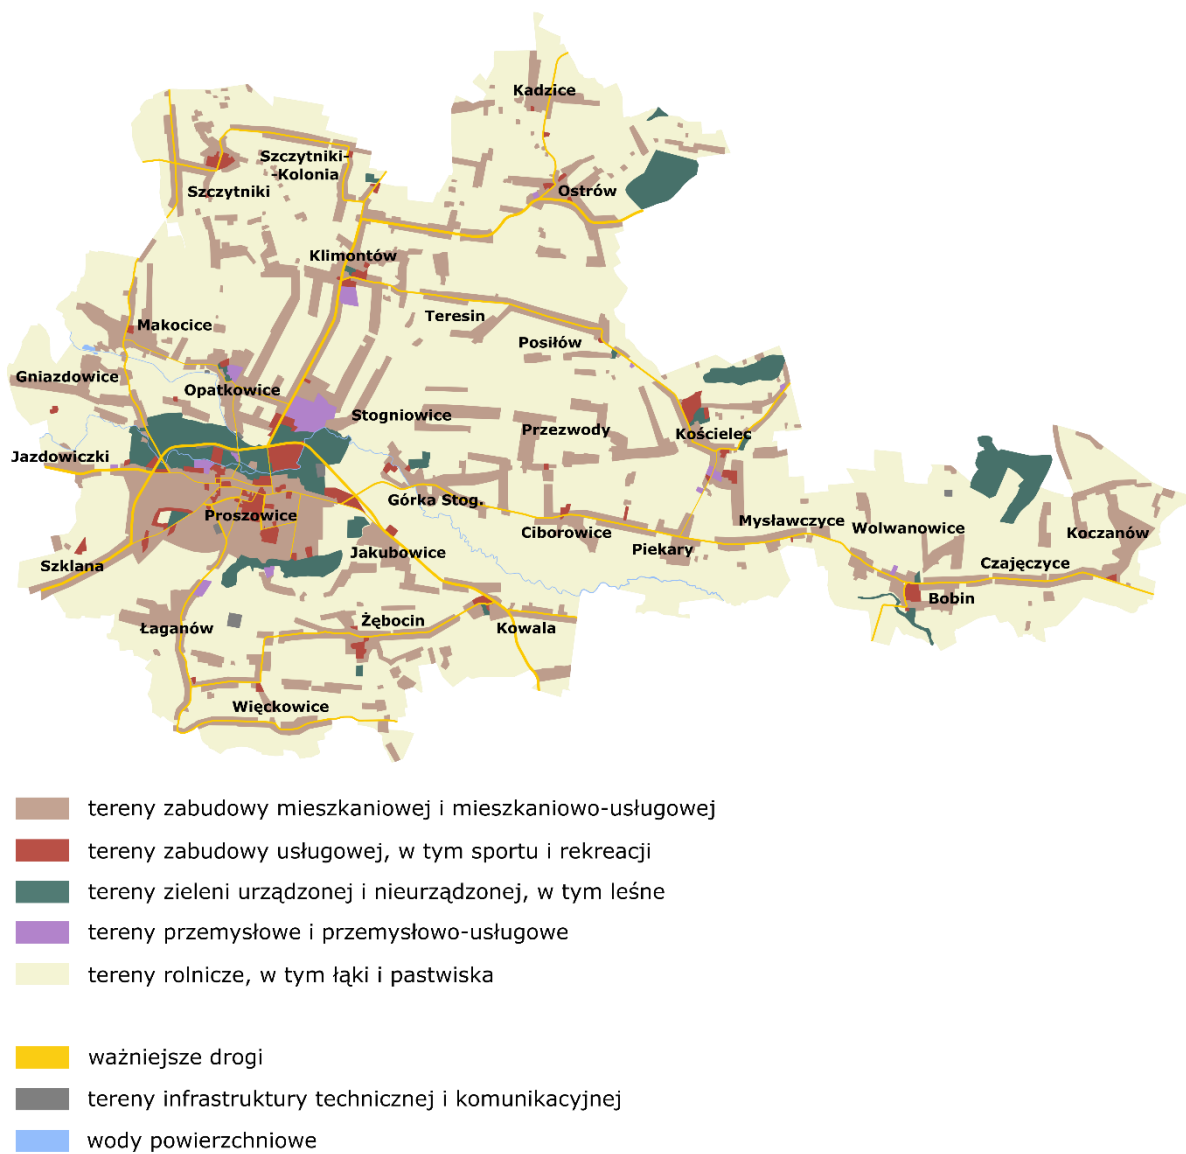 Kadzice
Szczytniki-
-Kolonia
Szczytniki
Ostrów
Klimontów
Teresin
Makocice
Posiłów
Gniazdowice
Opatkowice
Stogniowice
Przezwody
Kościelec
Jazdowiczki
Górka Stog.
Proszowice
Ciborowice
Mysławczyce
Wolwanowice
Koczanów
Jakubowice
Piekary
Szklana
Czajęczyce
Bobin
Łaganów
Żębocin
Kowala
Więckowice
tereny zabudowy mieszkaniowej i mieszkaniowo-usługowej
tereny zabudowy usługowej, w tym sportu i rekreacji
tereny zieleni urządzonej i nieurządzonej, w tym leśne
tereny przemysłowe i przemysłowo-usługowe
tereny rolnicze, w tym łąki i pastwiska
ważniejsze drogi
tereny infrastruktury technicznej i komunikacyjnej
wody powierzchniowe